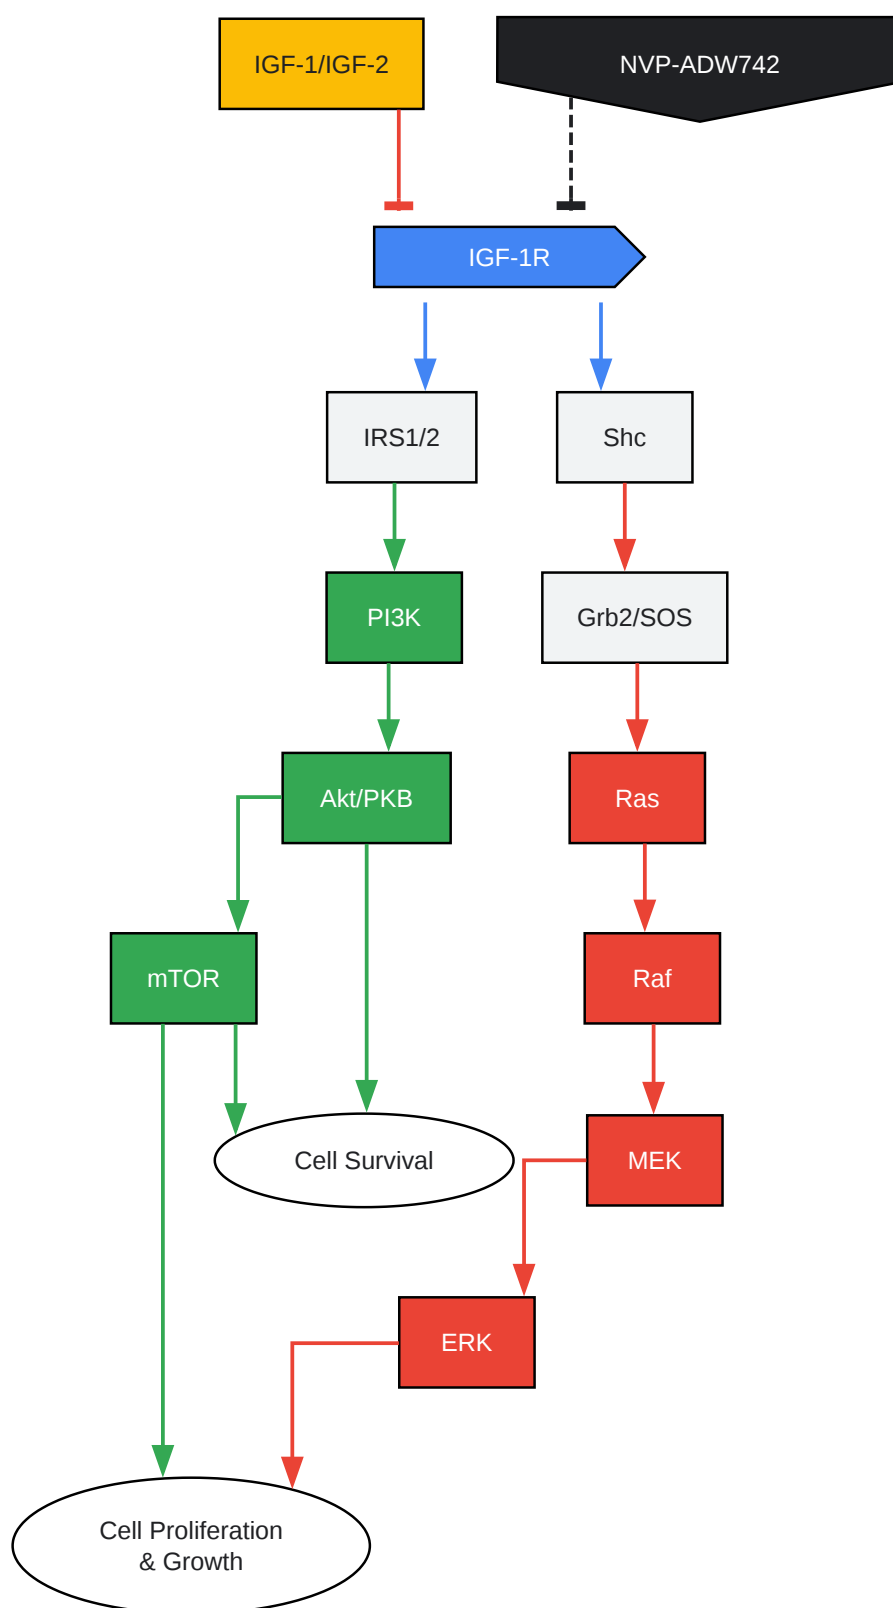 IGF-1/IGF-2
NVP-ADW742
IGF-1R
IRS1/2
Shc
PI3K
Grb2/SOS
Akt/PKB
Ras
mTOR
Raf
Cell Survival
MEK
ERK
Cell Proliferation
& Growth